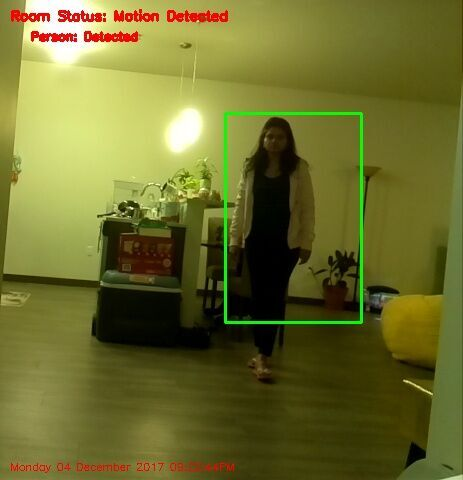 Room Status: Motion Detected
Person: Detected
Monday 04 December 2017